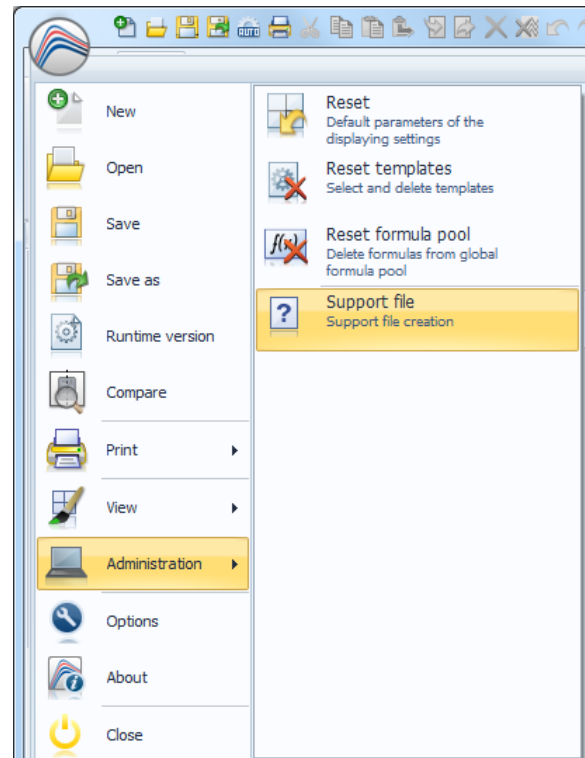 AUTO
New
Open
Save
Save as
Runtime version
Compare
Print
View
Administration
Options
About
Close
Reset
Default parameters of the
displaying settings
Reset templates
Select and delete templates
f(x)
Reset formula pool
Delete formulas from global
formula pool
?
Support file
Support file creation